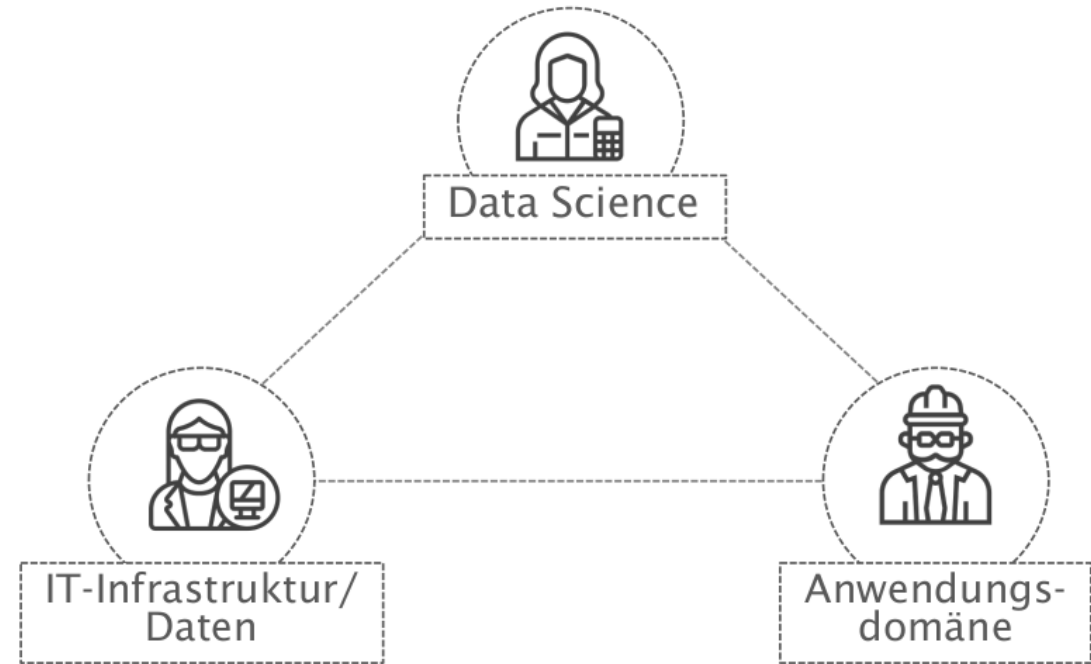 Data Science
IT-Infrastruktur/
Daten
Anwendungs-
domäne